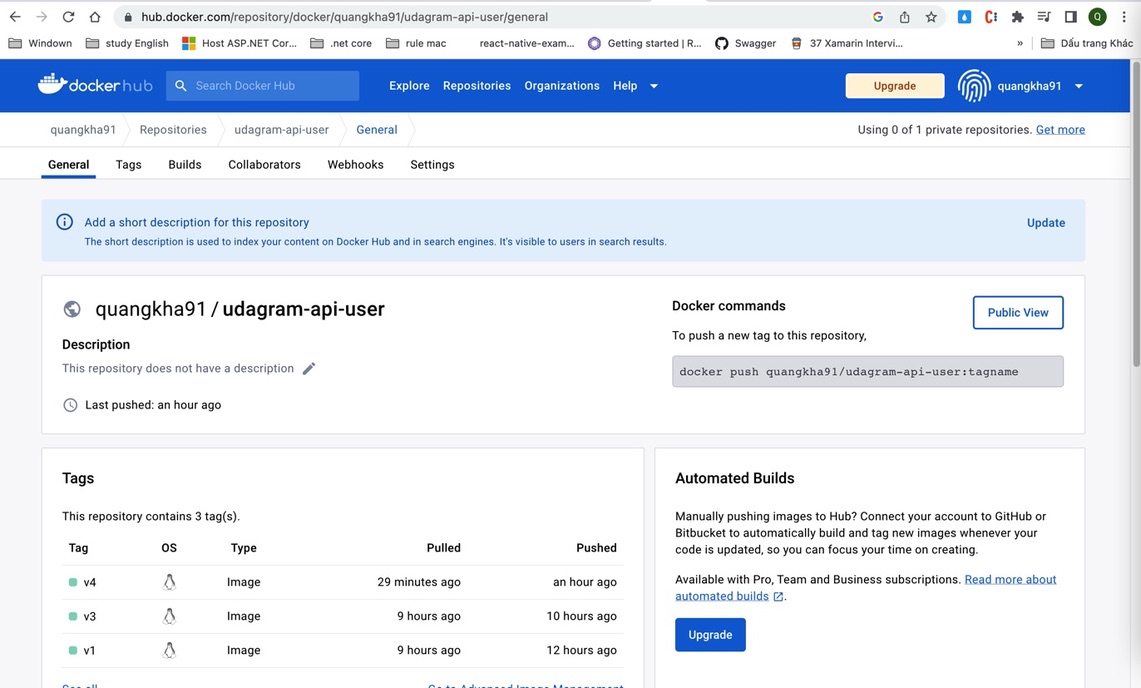 hub.docker.com/repository/docker/quangkha91/udagram-api-user/general
Windown study English Host ASP.NET Cor... .net core rule mac react-native-exam... Getting started | R... Swagger 37 Xamarin Intervi... » Dấu trang Khác
docker hub Search Docker Hub Explore Repositories Organizations Help Upgrade quangkha91
quangkha91 Repositories udagram-api-user General Using 0 of 1 private repositories. Get more
General Tags Builds Collaborators Webhooks Settings
Add a short description for this repository
The short description is used to index your content on Docker Hub and in search engines. It's visible to users in search results.
Update
quangkha91 / udagram-api-user
Description
This repository does not have a description
Last pushed: an hour ago
Docker commands
Public View
To push a new tag to this repository,
docker push quangkha91/udagram-api-user:tagname
Tags
This repository contains 3 tag(s).
Tag OS Type Pulled Pushed
v4 Image 29 minutes ago an hour ago
v3 Image 9 hours ago 10 hours ago
v1 Image 9 hours ago 12 hours ago
See all Go to Advanced Image Management
Automated Builds
Manually pushing images to Hub? Connect your account to GitHub or
Bitbucket to automatically build and tag new images whenever your
code is updated, so you can focus your time on creating.
Available with Pro, Team and Business subscriptions. Read more about
automated builds .
Upgrade